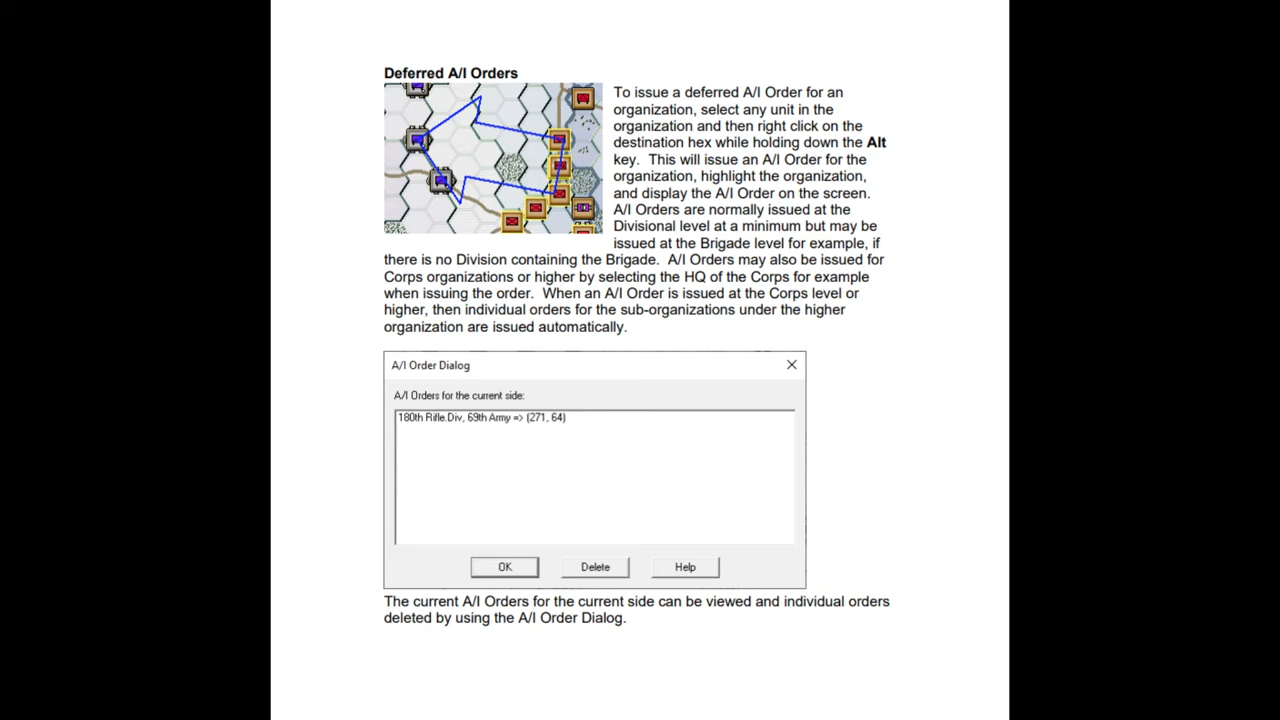 Deferred A/I Orders
To issue a deferred A/I Order for an
organization, select any unit in the
organization and then right click on the
destination hex while holding down the Alt
key.  This will issue an A/I Order for the
organization, highlight the organization,
and display the A/I Order on the screen.
A/I Orders are normally issued at the
Divisional level at a minimum but may be
issued at the Brigade level for example, if
there is no Division containing the Brigade.  A/I Orders may also be issued for
Corps organizations or higher by selecting the HQ of the Corps for example
when issuing the order.  When an A/I Order is issued at the Corps level or
higher, then individual orders for the sub-organizations under the higher
organization are issued automatically.
A/I Order Dialog
A/I Orders for the current side:
180th Rifle.Div, 69th Army => (271, 64)
OK
Delete
Help
The current A/I Orders for the current side can be viewed and individual orders
deleted by using the A/I Order Dialog.